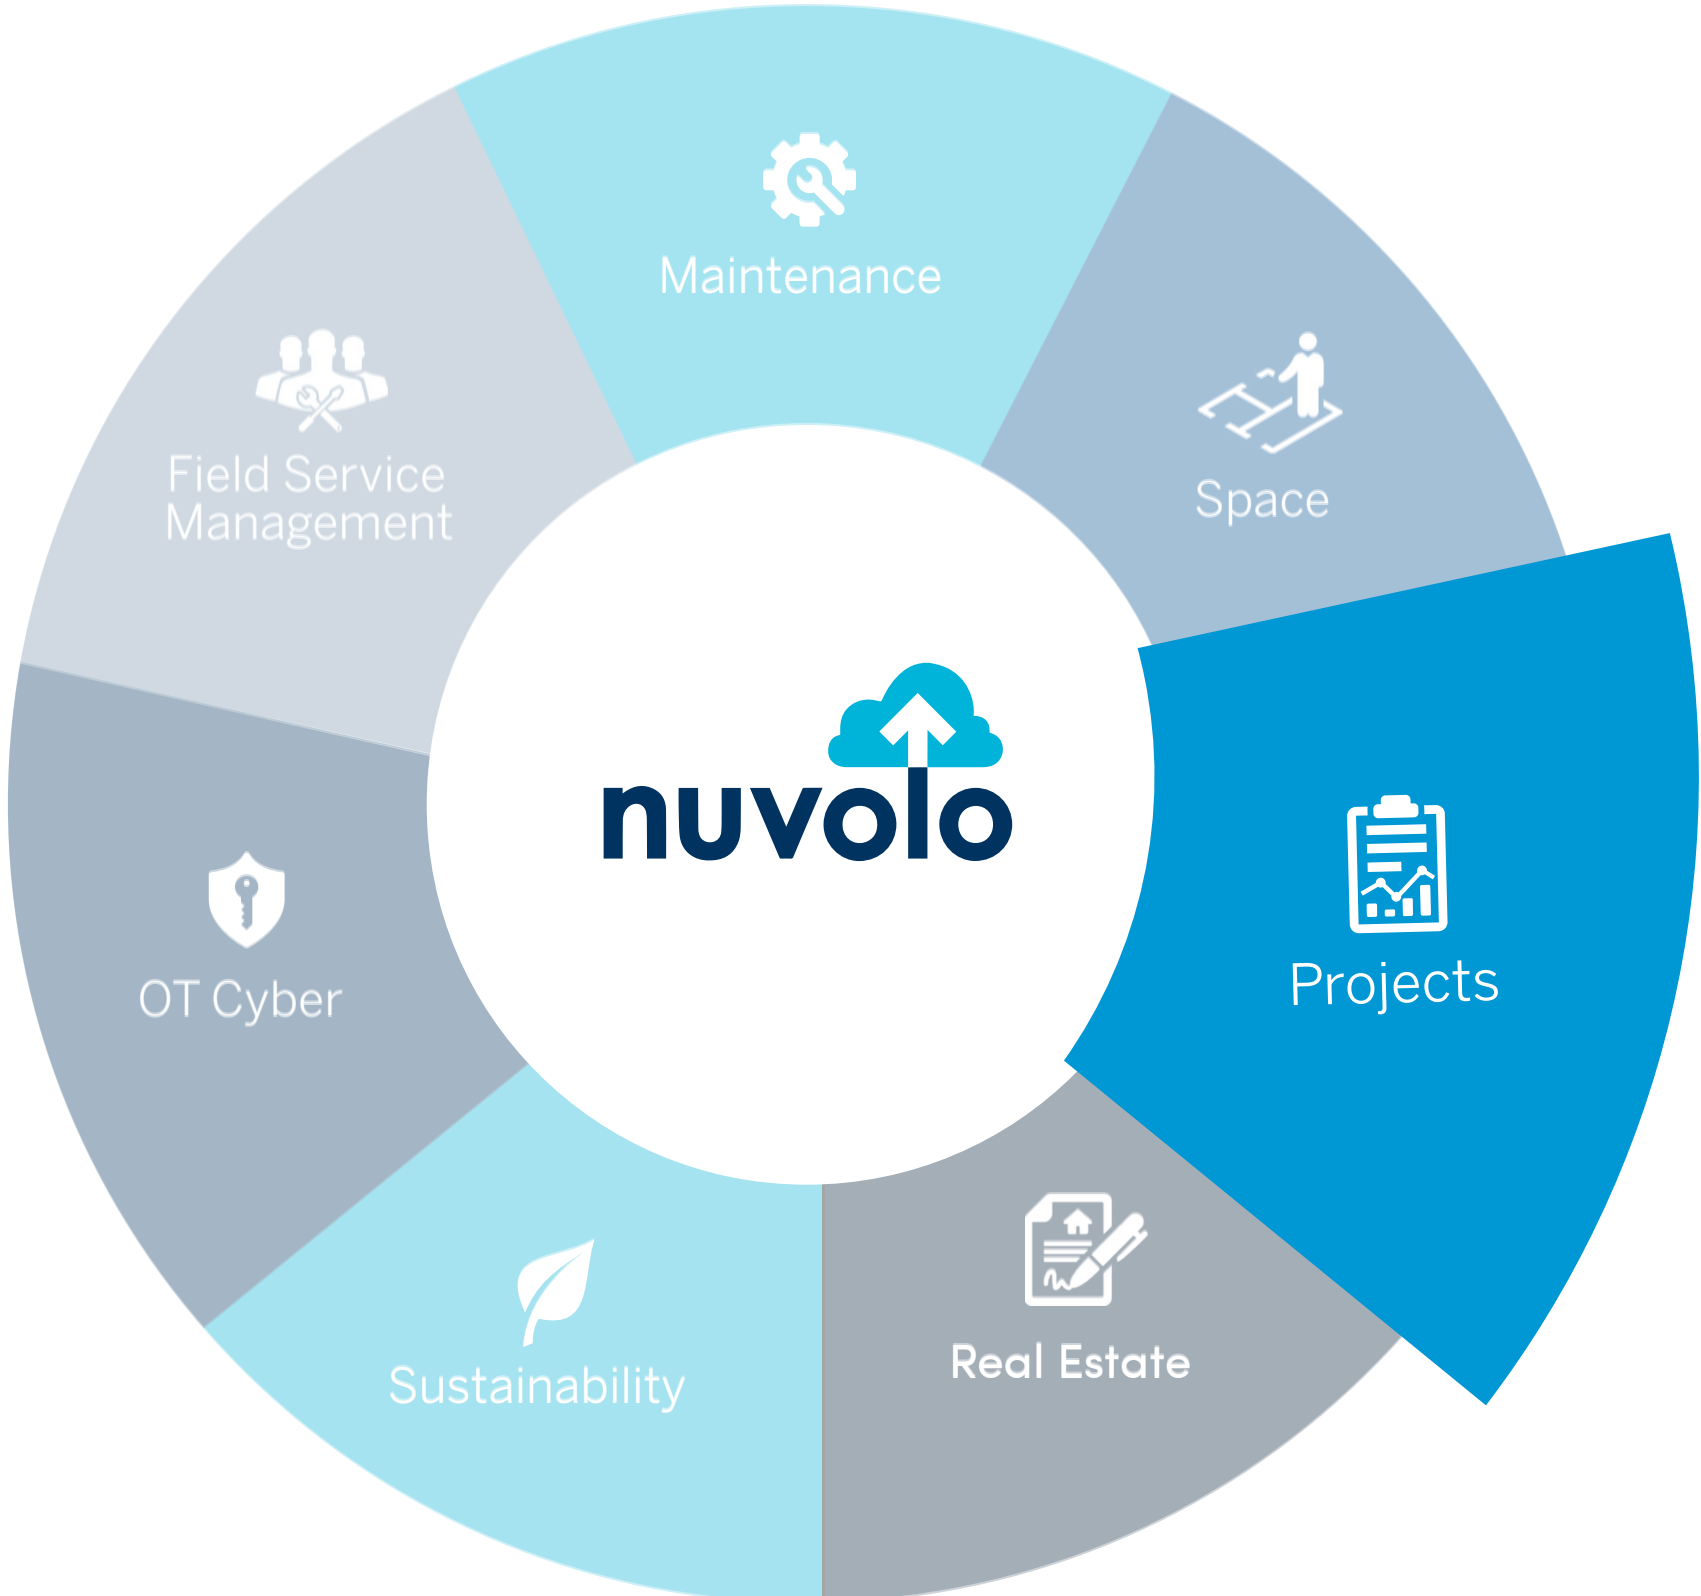 Maintenance
Space
Field Service
Management
nuvolo
Projects
OT Cyber
Real Estate
Sustainability